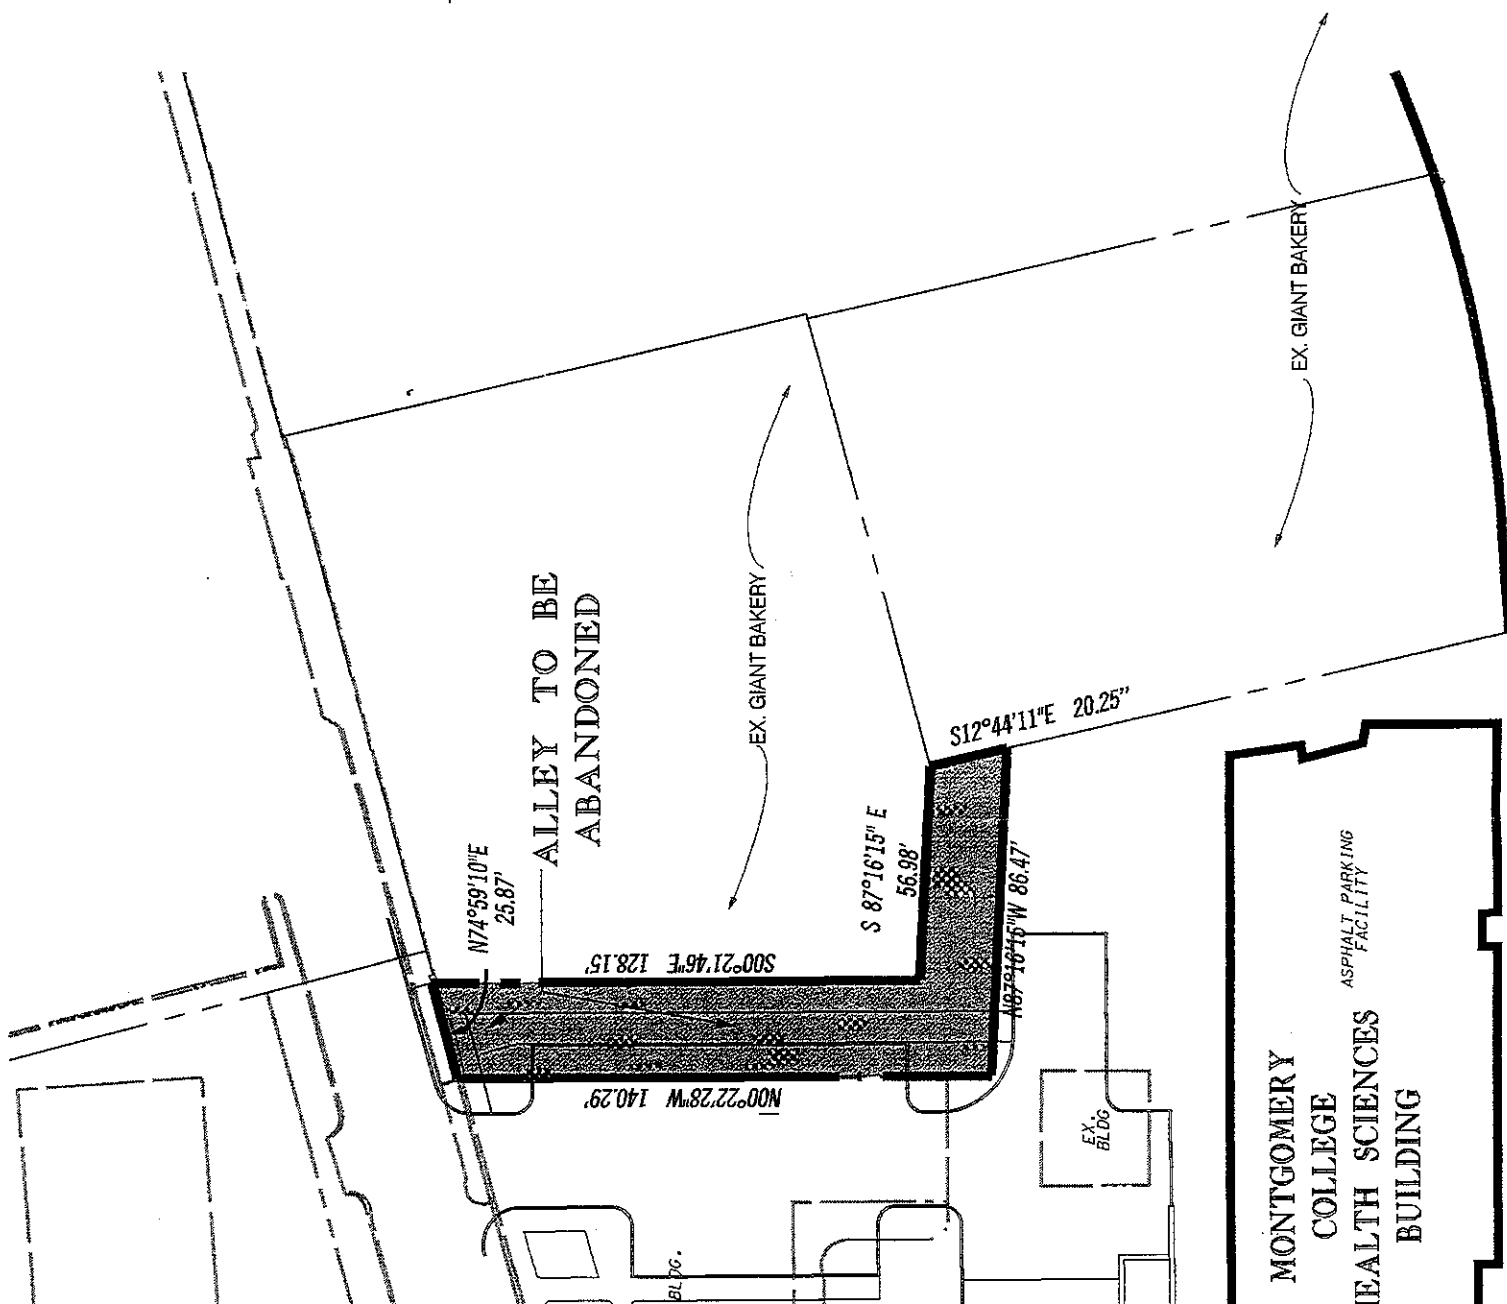 EX. GIANT BAKERY
ALLEY TO BE
ABANDONED
EX. GIANT BAKERY
N74°59'10"E
25.87'
S12°44'11"E 20.25"
S 87°16'15" E
56.98'
S00°21'46"E 128.15'
N87°16'15"W 86.47'
N00°22'28"W 140.29'
EX.
BLDG
BLDG.
ASPHALT PARKING
FACILITY
MONTGOMERY
COLLEGE
HEALTH SCIENCES
BUILDING